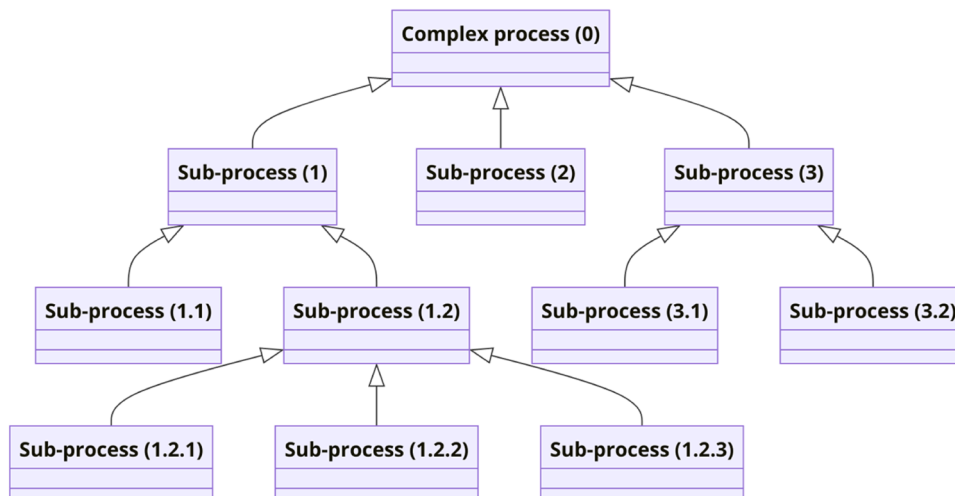 Complex process (0)
Sub-process (1)
Sub-process (2)
Sub-process (3)
Sub-process (1.1)
Sub-process (1.2)
Sub-process (3.1)
Sub-process (3.2)
Sub-process (1.2.1)
Sub-process (1.2.2)
Sub-process (1.2.3)